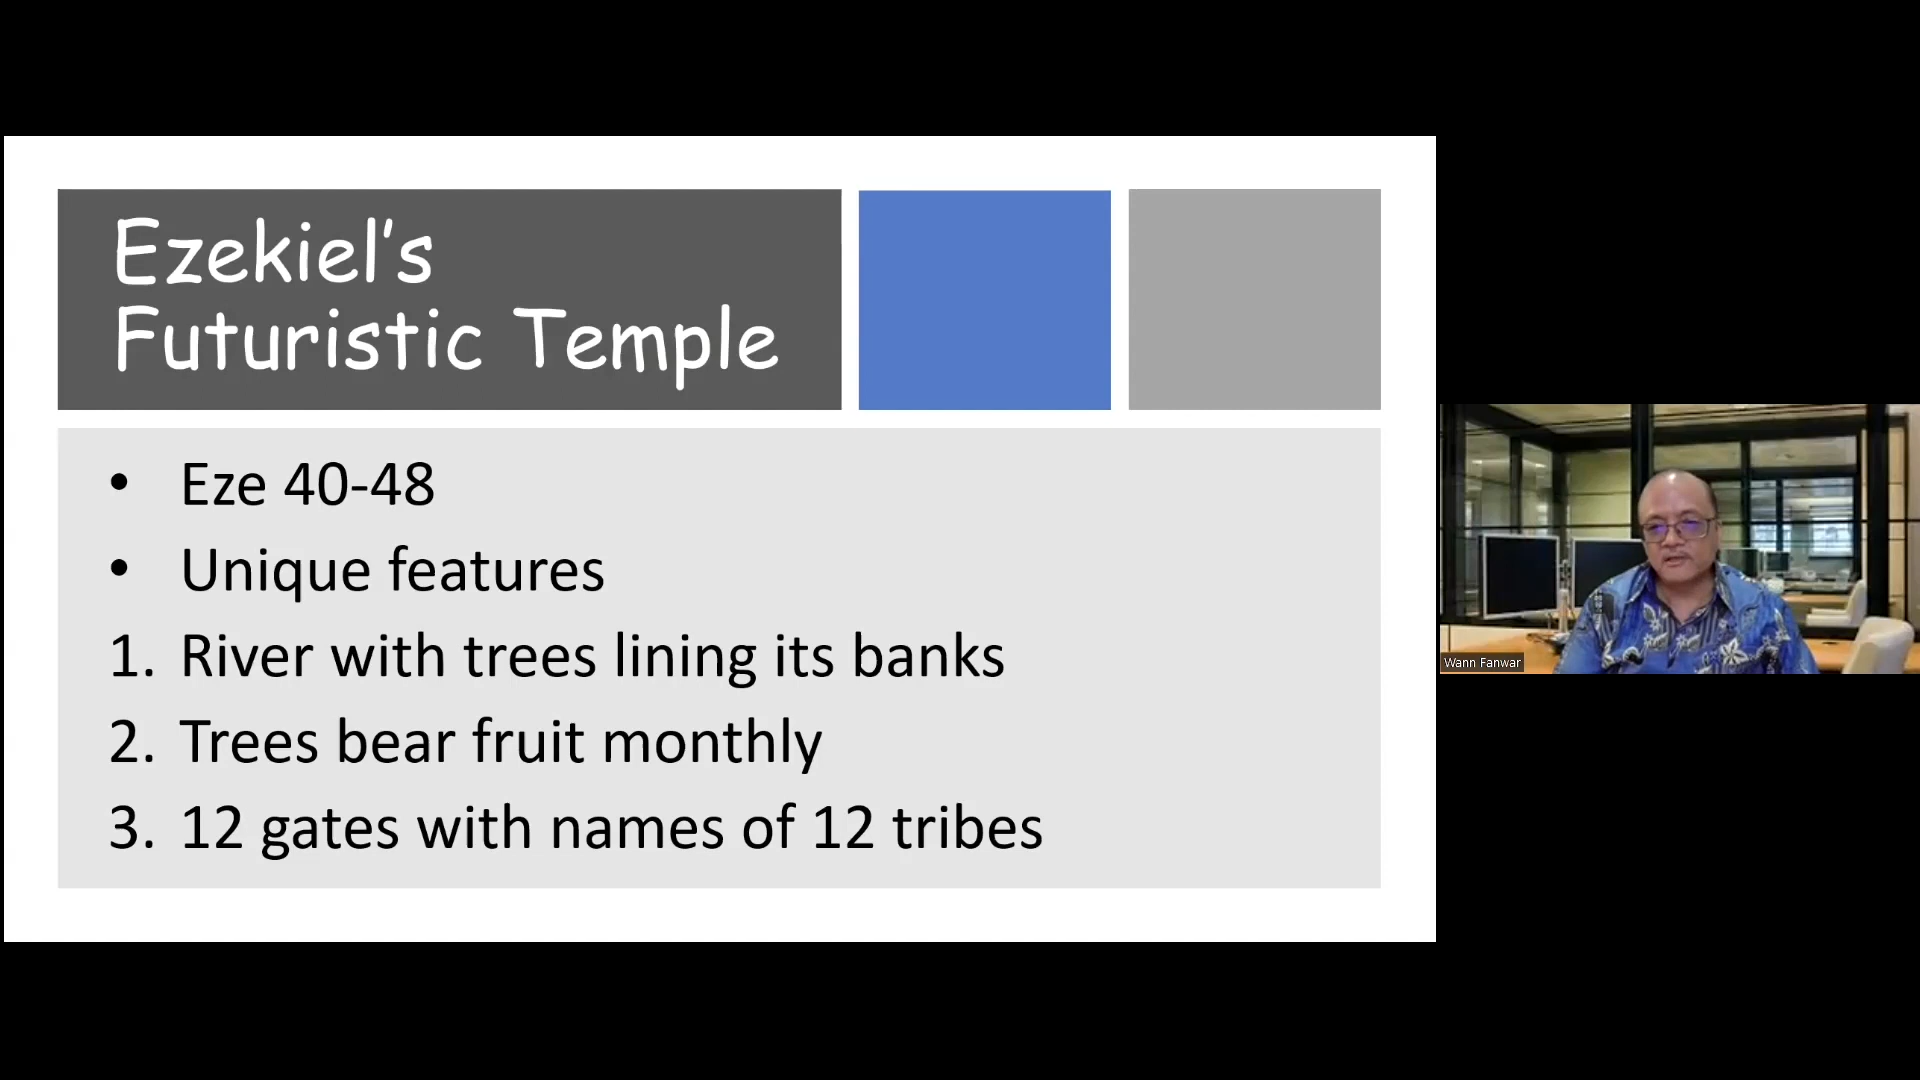 Ezekiel's
Futuristic Temple
• Eze 40-48
• Unique features
1. River with trees lining its banks
2. Trees bear fruit monthly
3. 12 gates with names of 12 tribes
Wann Fanwar